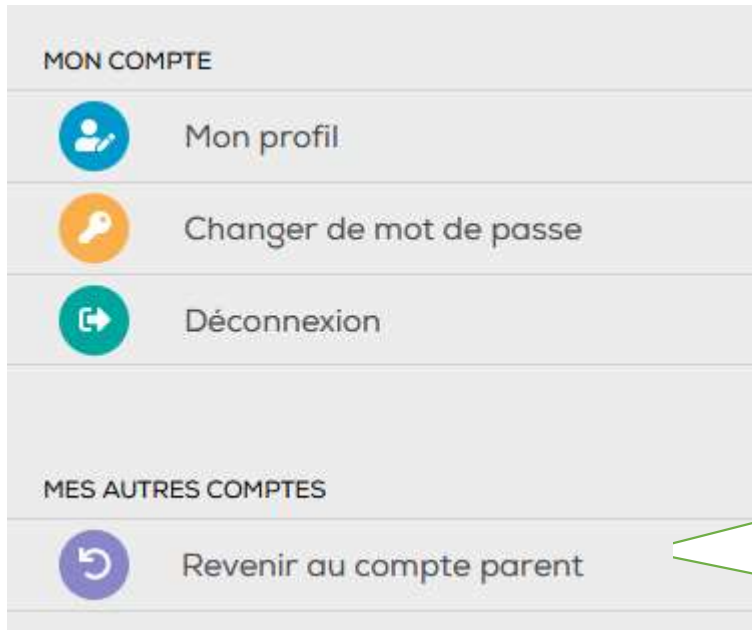 MON COMPTE
Mon profil
Changer de mot de passe
Déconnexion
MES AUTRES COMPTES
Revenir au compte parent